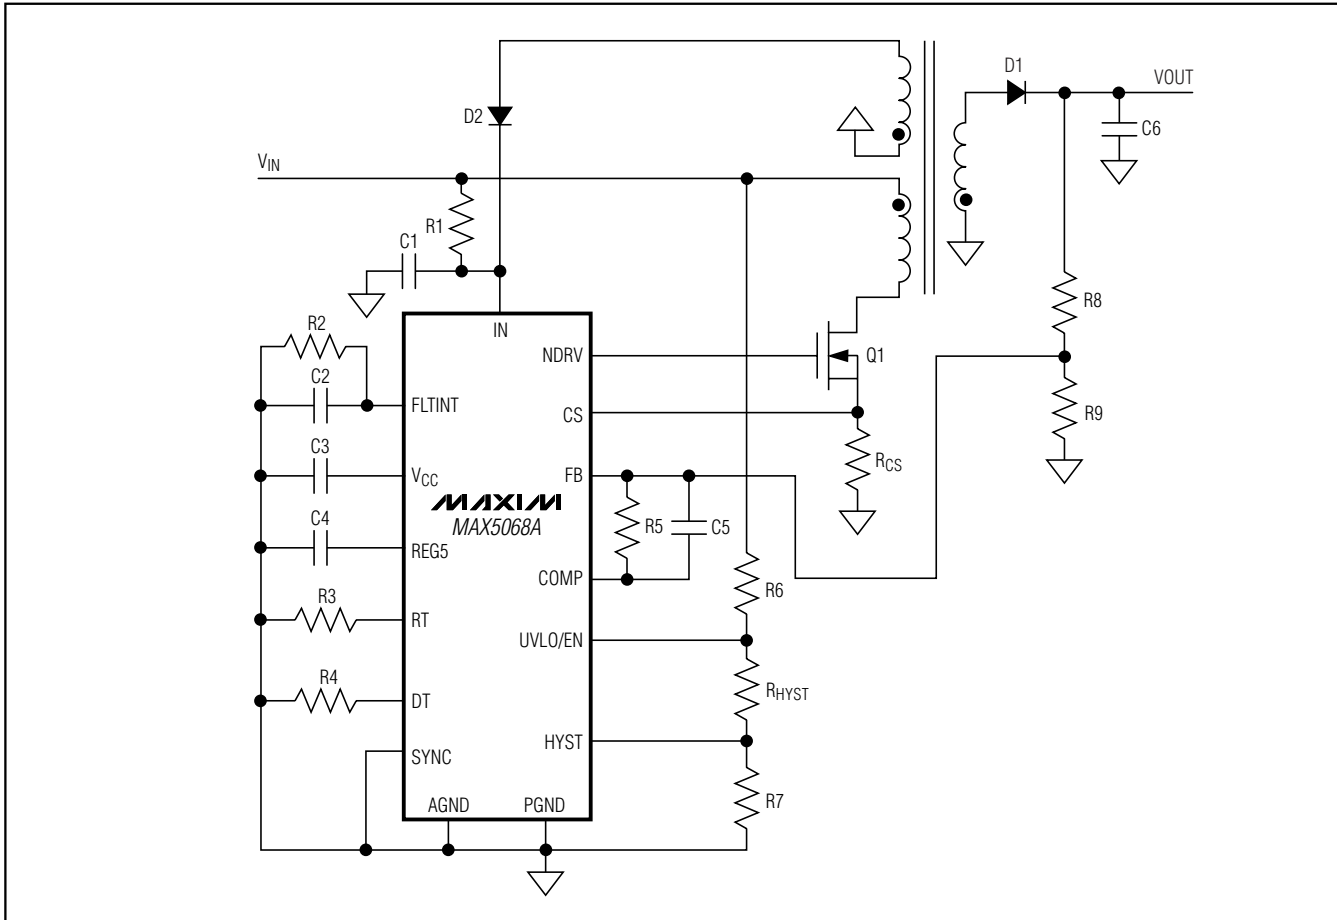 D1
VOUT
D2
C6
VIN
R1
C1
R8
R2
IN
NDRV
Q1
C2
FLTINT
CS
R9
C3
RCS
VCC
FB
MAXIM
MAX5068A
R5
C5
C4
REG5
COMP
R6
R3
RT
UVLO/EN
R4
RHYST
DT
HYST
SYNC
R7
AGND
PGND